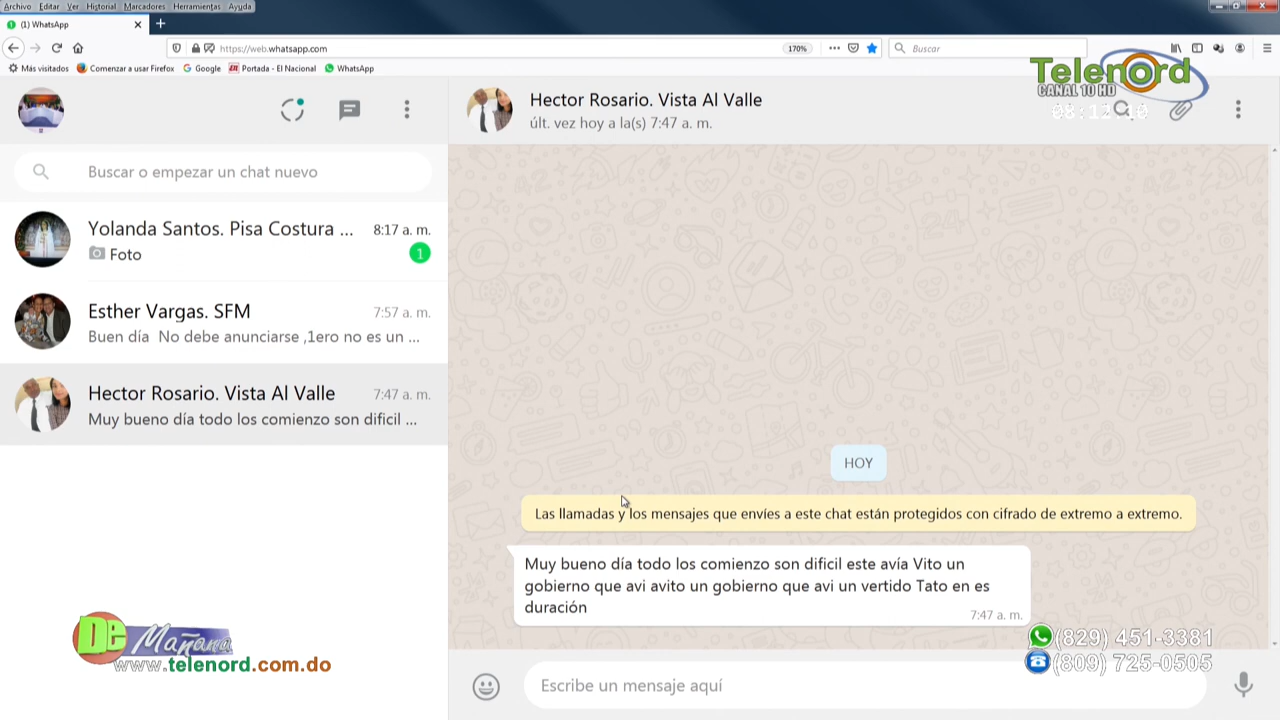 Archivo Editar Ver Historial Marcadores Herramientas Ayuda
(1) WhatsApp
https://web.whatsapp.com
170%
Buscar
Más visitados
Comenzar a usar Firefox
Google
Portada - El Nacional
WhatsApp
Telenord
CANAL 10 HD
08:12:10
Hector Rosario. Vista Al Valle
últ. vez hoy a la(s) 7:47 a. m.
Buscar o empezar un chat nuevo
Yolanda Santos. Pisa Costura ... 8:17 a. m.
Foto 1
Esther Vargas. SFM 7:57 a. m.
Buen día No debe anunciarse ,1ero no es un ...
Hector Rosario. Vista Al Valle 7:47 a. m.
Muy bueno día todo los comienzo son dificil ...
HOY
Las llamadas y los mensajes que envíes a este chat están protegidos con cifrado de extremo a extremo.
Muy bueno día todo los comienzo son dificil este avía Vito un
gobierno que avi avito un gobierno que avi un vertido Tato en es
duración
7:47 a. m.
De Mañana
www.telenord.com.do
(829) 451-3381
(809) 725-0505
Escribe un mensaje aquí